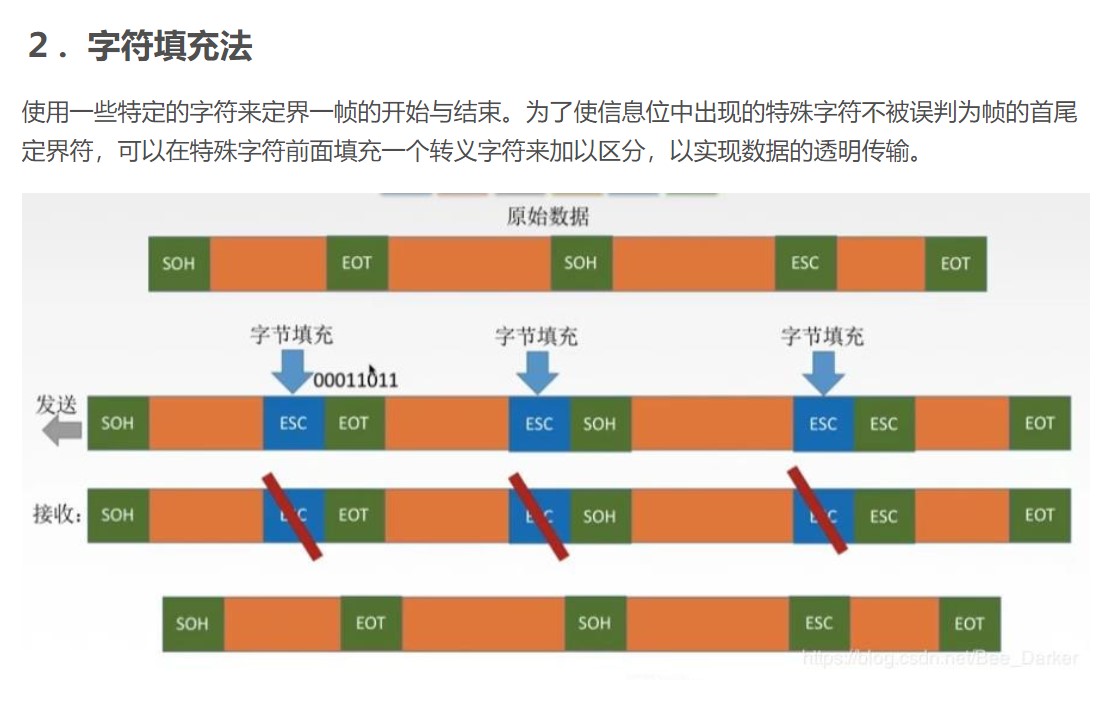 2．字符填充法
使用一些特定的字符来定界一帧的开始与结束。为了使信息位中出现的特殊字符不被误判为帧的首尾
定界符，可以在特殊字符前面填充一个转义字符来加以区分，以实现数据的透明传输。
原始数据
SOH EOT SOH ESC EOT
字节填充 字节填充 字节填充
00011011
发送
SOH ESC EOT ESC SOH ESC ESC EOT
接收: SOH ESC EOT ESC SOH ESC ESC EOT
SOH EOT SOH ESC EOT
https://blog.csdn.net/Bee_Darker